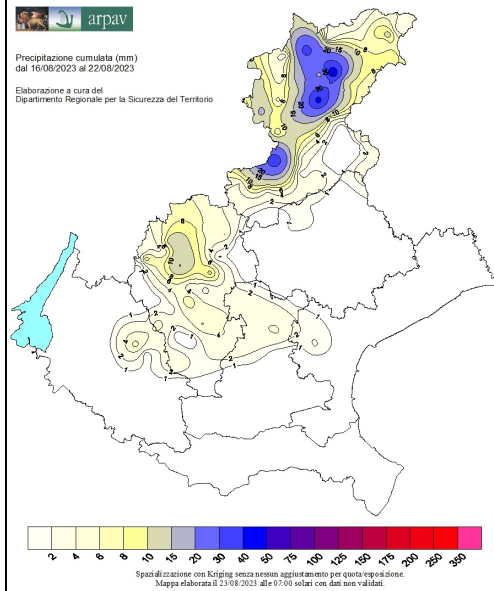 arpav
Precipitazione cumulata (mm)
dal 16/08/2023 al 22/08/2023
Elaborazione a cura del
Dipartimento Regionale per la Sicurezza del Territorio
2 4 6 8 10 15 20 30 40 50 75 100 125 150 175 200 250 350
Spazializzazione con Kriging senza nessun aggiustamento per quota/esposizione.
Mappa elaborata il 23/08/2023 alle 07:00 solari con dati non validati.